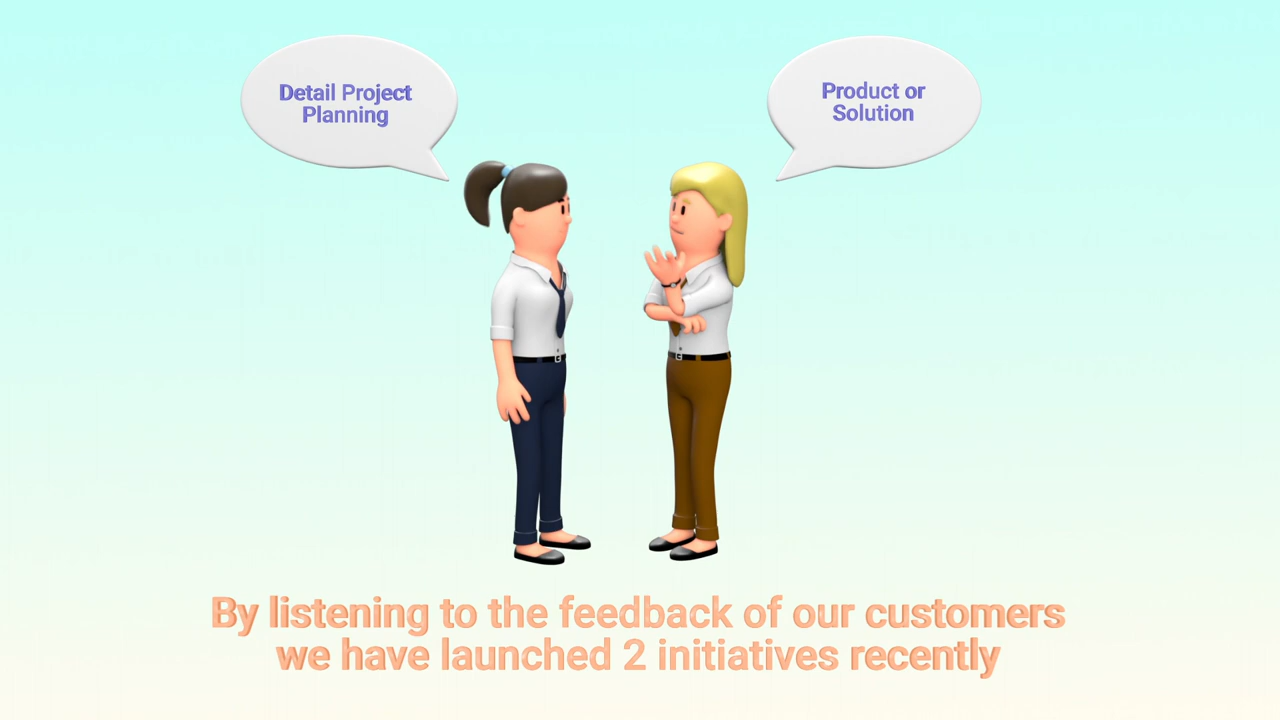 Detail Project
Planning
Product or
Solution
By listening to the feedback of our customers
we have launched 2 initiatives recently